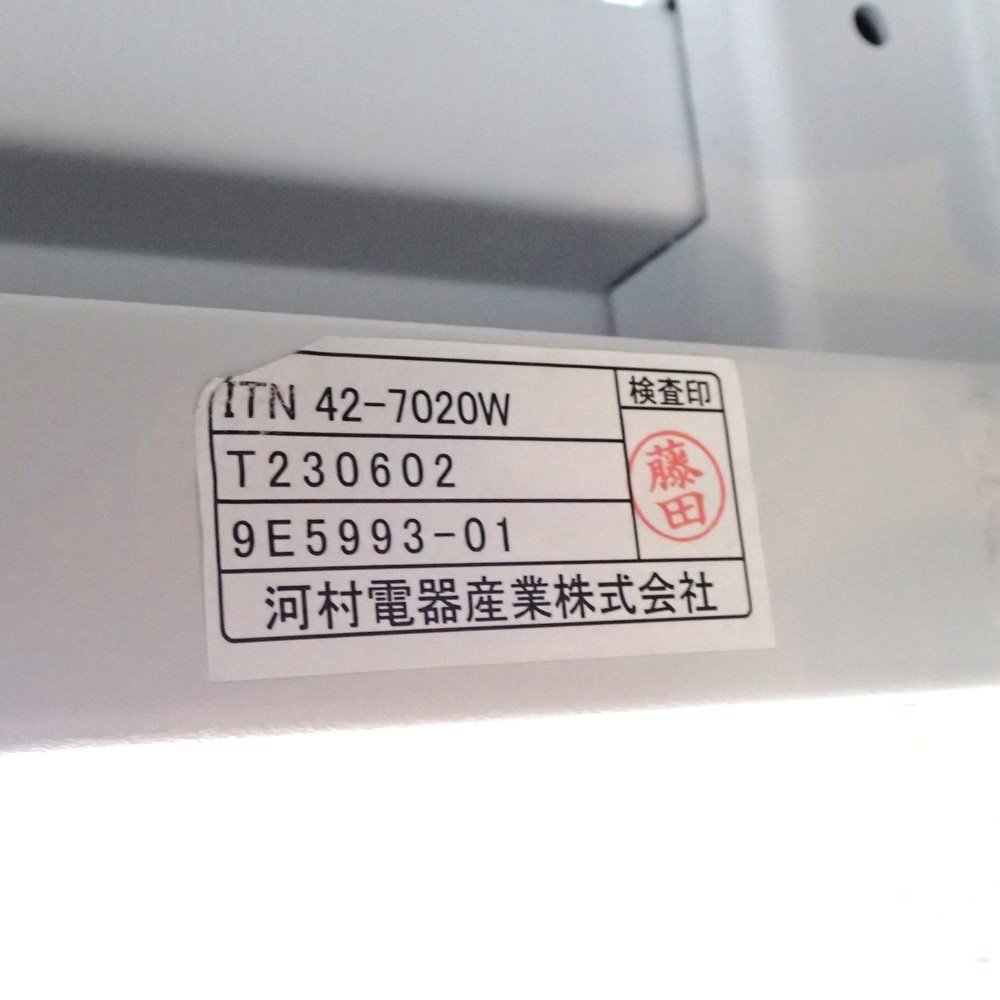 ITN 42-7020W
検査印
T230602
藤田
9E5993-01
河村電器産業株式会社